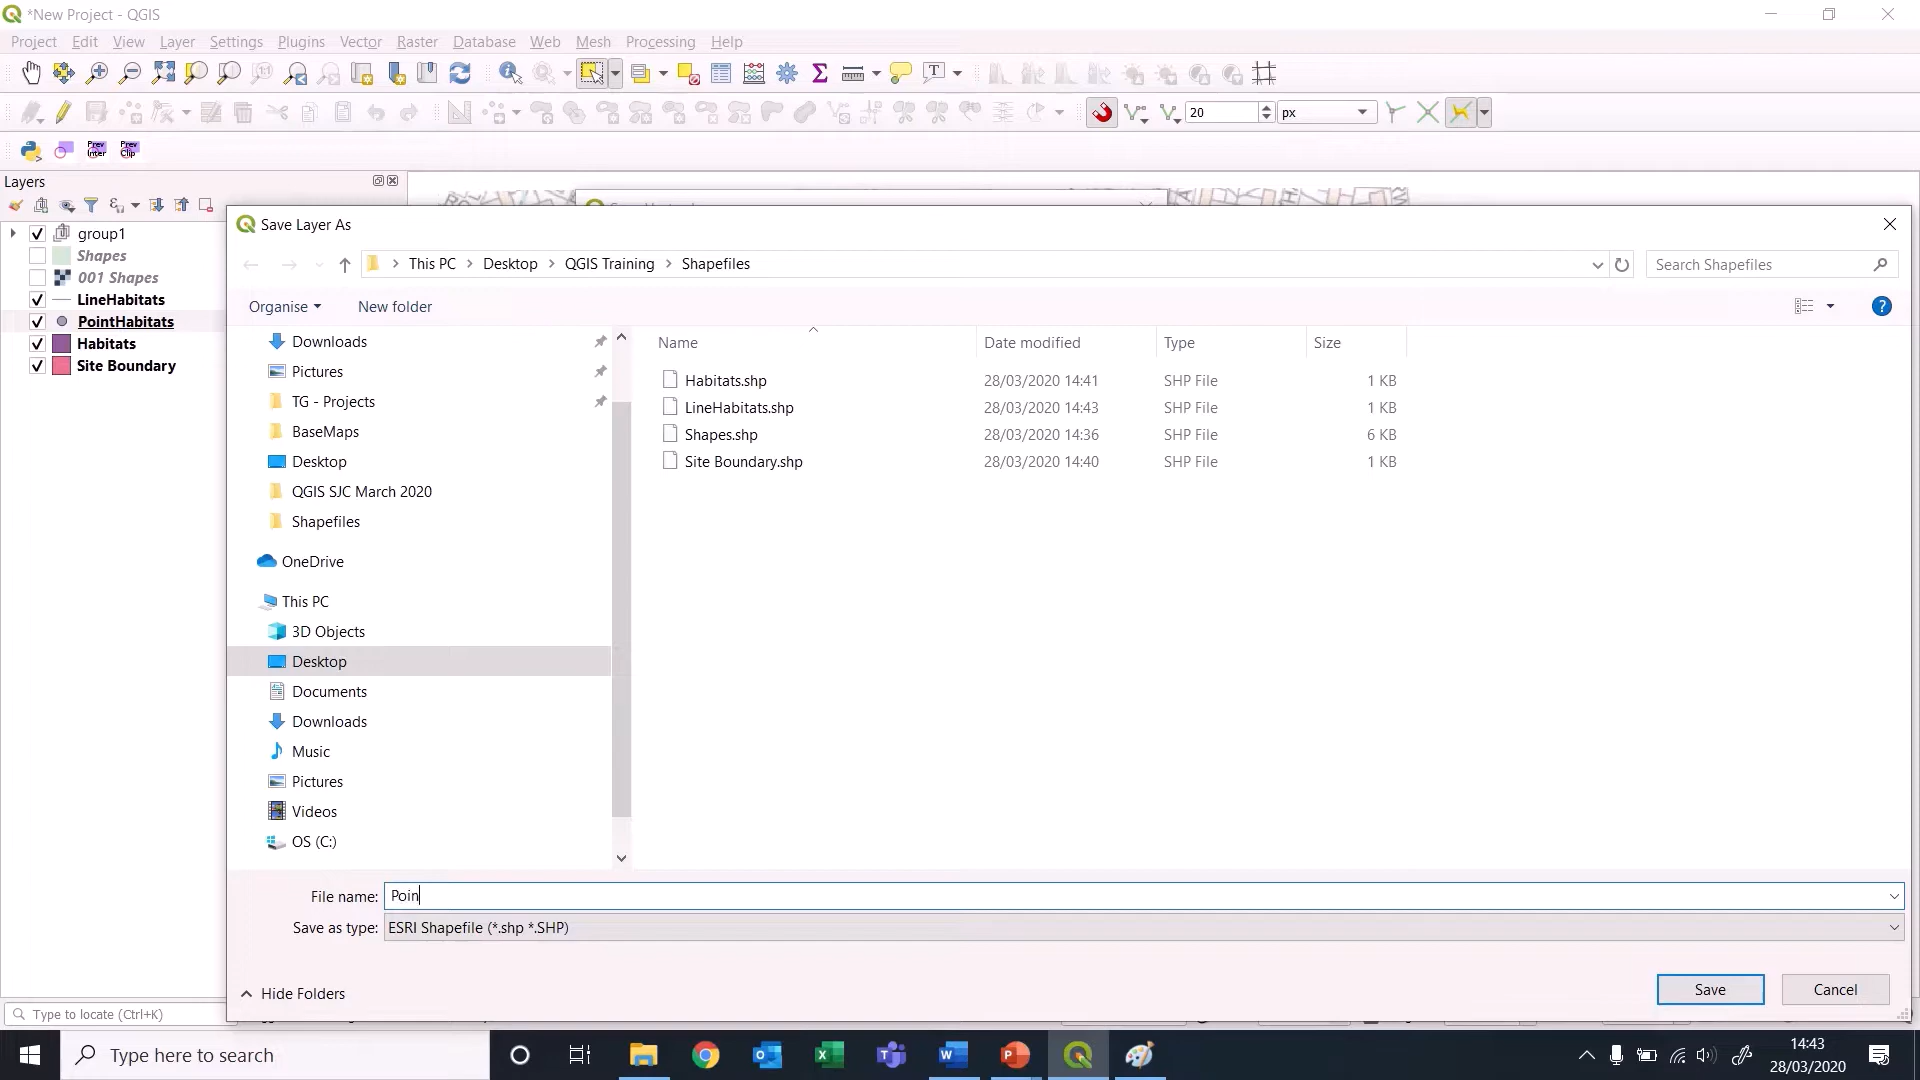 *New Project - QGIS
Project Edit View Layer Settings Plugins Vector Raster Database Web Mesh Processing Help
20 px
Prev Inter Prev Clip
Layers
group1
Shapes
001 Shapes
LineHabitats
PointHabitats
Habitats
Site Boundary
Save Layer As
This PC > Desktop > QGIS Training > Shapefiles
Search Shapefiles
Organise New folder
Downloads
Pictures
TG - Projects
BaseMaps
Desktop
QGIS SJC March 2020
Shapefiles
OneDrive
This PC
3D Objects
Desktop
Documents
Downloads
Music
Pictures
Videos
OS (C:)
Name Date modified Type Size
Habitats.shp 28/03/2020 14:41 SHP File 1 KB
LineHabitats.shp 28/03/2020 14:43 SHP File 1 KB
Shapes.shp 28/03/2020 14:36 SHP File 6 KB
Site Boundary.shp 28/03/2020 14:40 SHP File 1 KB
File name: Poin
Save as type: ESRI Shapefile (*.shp *.SHP)
Hide Folders
Save Cancel
Type to locate (Ctrl+K)
Type here to search
14:43
28/03/2020